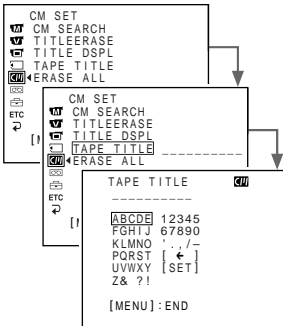 CM SET
CM SEARCH
TITLEERASE
TITLE DSPL
TAPE TITLE
ERASE ALL
ETC
[M
CM SET
CM SEARCH
TITLEERASE
TITLE DSPL
TAPE TITLE _ _ _ _ _ _ _ _ _ _
ERASE ALL
ETC
[M
TAPE TITLE
_ _ _ _ _ _ _ _ _ _
ABCDE 12345
FGHIJ 67890
KLMNO ' . , / –
PQRST [ ← ]
UVWXY [SET]
Z& ?!
[MENU] : END